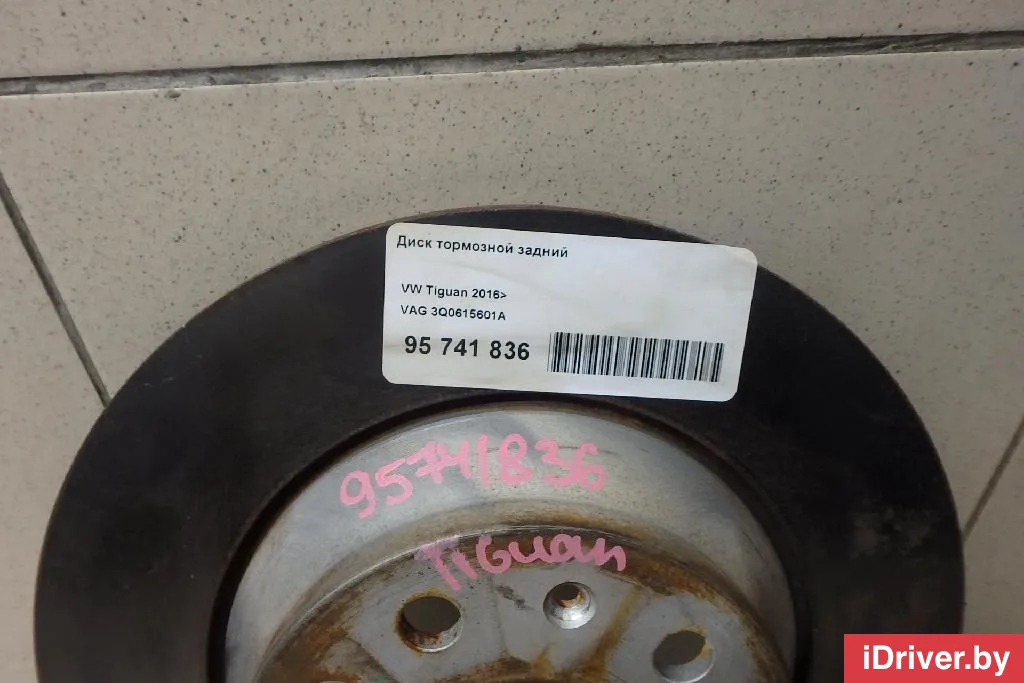 Диск тормозной задний
VW Tiguan 2016>
VAG 3Q0615601A
95 741 836
95741836
TIGUAN
iDriver.by